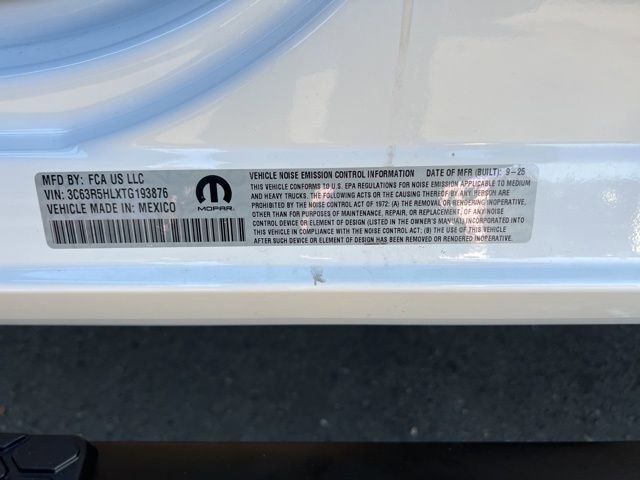 MFD BY: FCA US LLC
VIN: 3C63R5HLXTG193876
VEHICLE MADE IN: MEXICO
MOPAR
VEHICLE NOISE EMISSION CONTROL INFORMATION DATE OF MFR (BUILT): 9-25
THIS VEHICLE CONFORMS TO U.S. EPA REGULATIONS FOR NOISE EMISSION APPLICABLE TO MEDIUM
AND HEAVY TRUCKS. THE FOLLOWING ACTS OR THE CAUSING THEREOF BY ANY PERSON ARE
PROHIBITED BY THE NOISE CONTROL ACT OF 1972: (A) THE REMOVAL OR RENDERING INOPERATIVE,
OTHER THAN FOR PURPOSES OF MAINTENANCE, REPAIR, OR REPLACEMENT, OF ANY NOISE CONTROL
DEVICE OR ELEMENT OF DESIGN (LISTED IN THE OWNER'S MANUAL) INCORPORATED INTO
THIS VEHICLE IN COMPLIANCE WITH THE NOISE CONTROL ACT; (B) THE USE OF THIS VEHICLE
AFTER SUCH DEVICE OR ELEMENT OF DESIGN HAS BEEN REMOVED OR RENDERED INOPERATIVE.